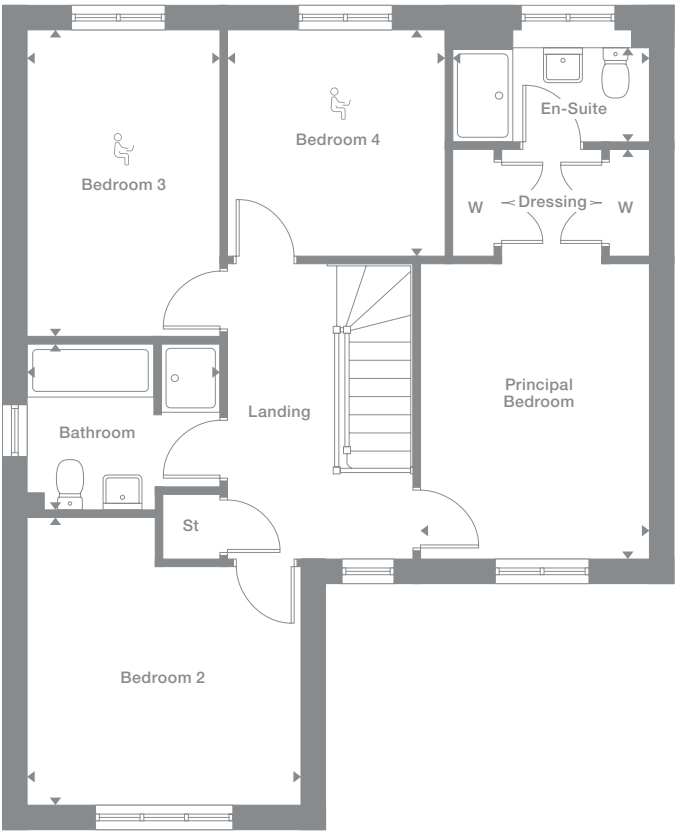 En-Suite
Bedroom 4
Bedroom 3
W
Dressing
W
Principal
Bedroom
Landing
Bathroom
St
Bedroom 2